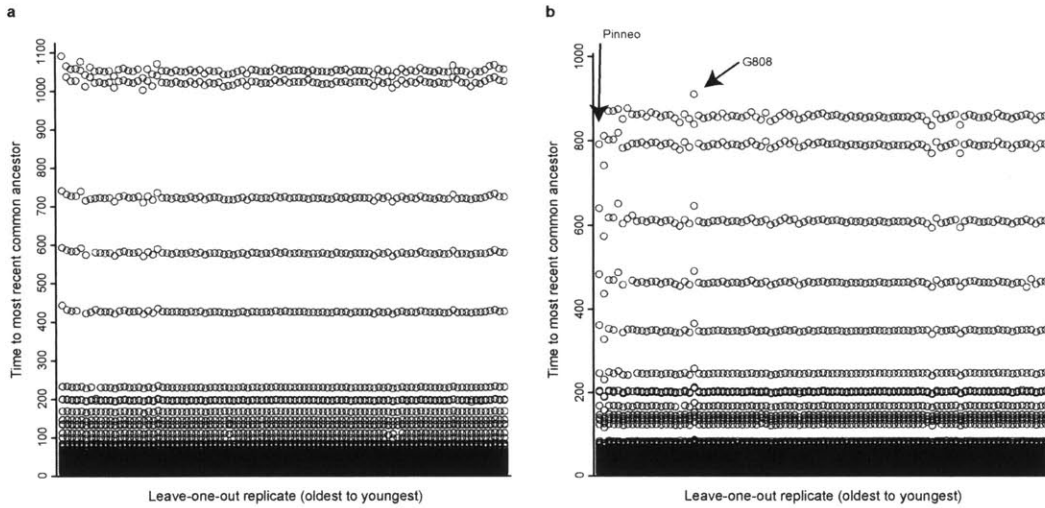 a
1100
1000
900
800
700
600
500
400
300
200
100
0
Time to most recent common ancestor
Leave-one-out replicate (oldest to youngest)
b
Pinneo
G808
1000
800
600
400
200
0
Time to most recent common ancestor
Leave-one-out replicate (oldest to youngest)